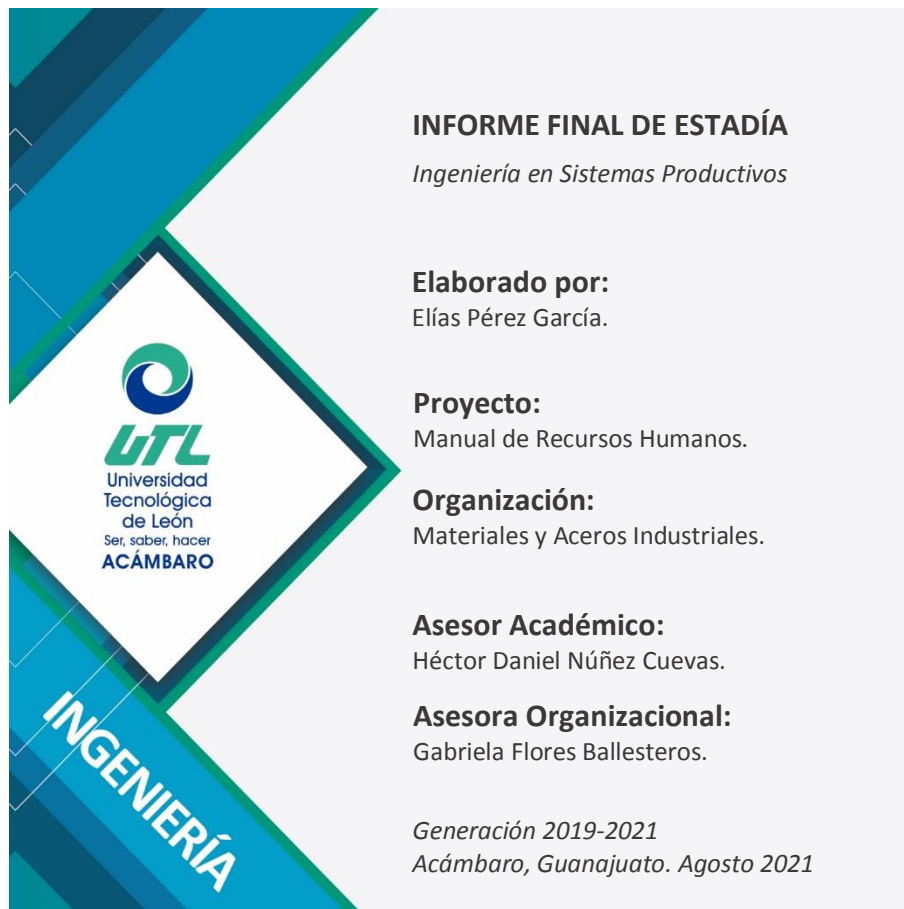 INFORME FINAL DE ESTADÍA
Ingeniería en Sistemas Productivos
Elaborado por:
Elías Pérez García.
Proyecto:
Manual de Recursos Humanos.
Organización:
Materiales y Aceros Industriales.
Asesor Académico:
Héctor Daniel Núñez Cuevas.
Asesora Organizacional:
Gabriela Flores Ballesteros.
Generación 2019-2021
Acámbaro, Guanajuato. Agosto 2021
UTL
Universidad
Tecnológica
de León
Ser, saber, hacer
ACÁMBARO
INGENIERÍA